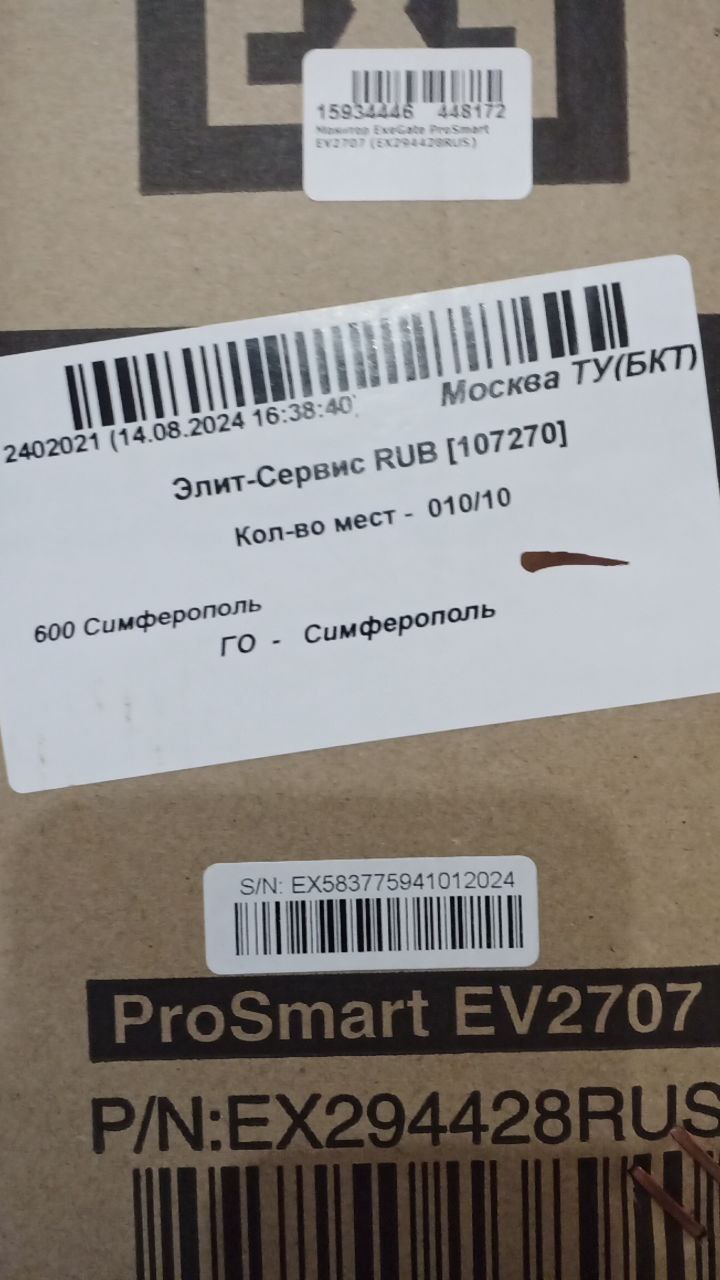 15934446 448172
Монитор ExeGate ProSmart
EV2707 (EX294428RUS)
2402021 (14.08.2024 16:38:40)
Москва ТУ(БКТ)
Элит-Сервис RUB [107270]
Кол-во мест - 010/10
600 Симферополь
ГО - Симферополь
S/N: EX583775941012024
ProSmart EV2707
P/N:EX294428RUS